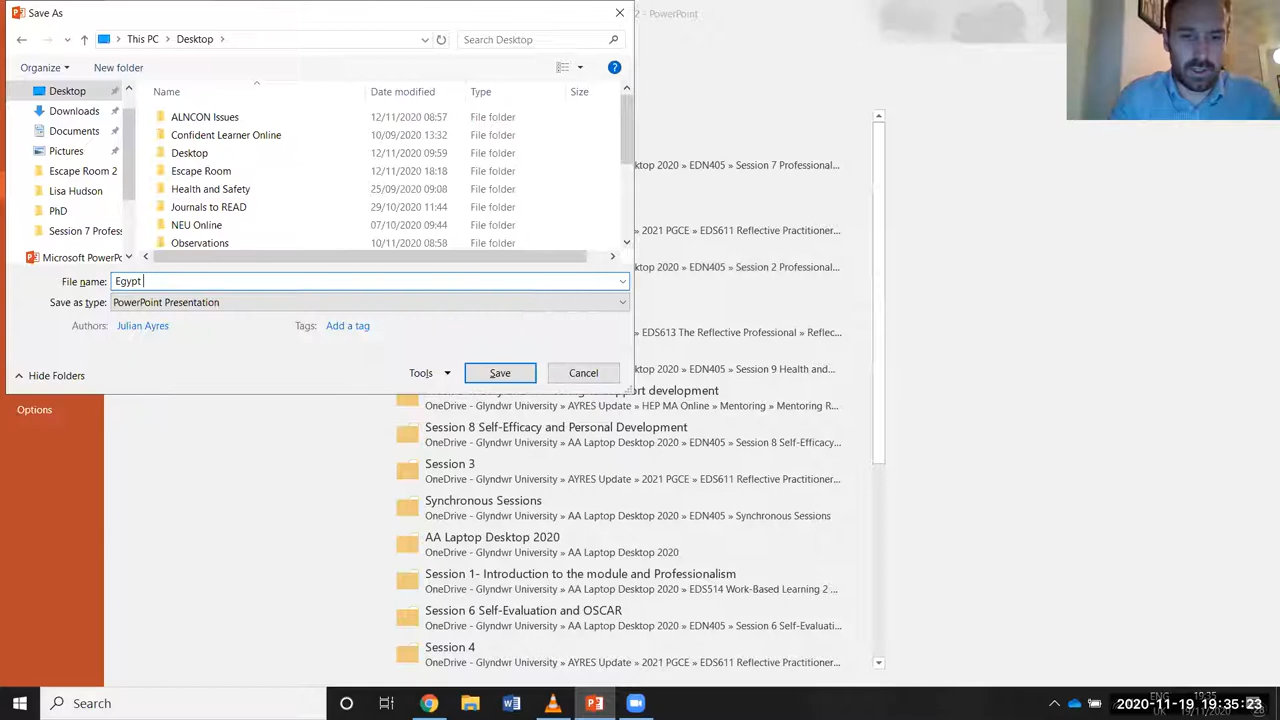 Save As
2 - PowerPoint
This PC
Desktop
Search Desktop
Organize
New folder
Desktop
Downloads
Documents
Pictures
Escape Room 2
Lisa Hudson
PhD
Session 7 Profess
Microsoft PowerPo
Name Date modified Type Size
ALNCON Issues 12/11/2020 08:57 File folder
Confident Learner Online 10/09/2020 13:32 File folder
Desktop 12/11/2020 09:59 File folder
Escape Room 12/11/2020 18:18 File folder
Health and Safety 25/09/2020 09:08 File folder
Journals to READ 29/10/2020 11:44 File folder
NEU Online 07/10/2020 09:44 File folder
Observations 10/11/2020 08:58 File folder
File name: Egypt
Save as type: PowerPoint Presentation
Authors: Julian Ayres Tags: Add a tag
Hide Folders
Tools Save Cancel
ktop 2020 » EDN405 » Session 7 Professional...
» 2021 PGCE » EDS611 Reflective Practitioner...
ktop 2020 » EDN405 » Session 2 Professional...
» EDS613 The Reflective Professional » Reflec...
ktop 2020 » EDN405 » Session 9 Health and...
Options
support development
OneDrive - Glyndwr University » AYRES Update » HEP MA Online » Mentoring » Mentoring R...
Session 8 Self-Efficacy and Personal Development
OneDrive - Glyndwr University » AA Laptop Desktop 2020 » EDN405 » Session 8 Self-Efficacy...
Session 3
OneDrive - Glyndwr University » AYRES Update » 2021 PGCE » EDS611 Reflective Practitioner...
Synchronous Sessions
OneDrive - Glyndwr University » AA Laptop Desktop 2020 » EDN405 » Synchronous Sessions
AA Laptop Desktop 2020
OneDrive - Glyndwr University » AA Laptop Desktop 2020
Session 1- Introduction to the module and Professionalism
OneDrive - Glyndwr University » AA Laptop Desktop 2020 » EDS514 Work-Based Learning 2 ...
Session 6 Self-Evaluation and OSCAR
OneDrive - Glyndwr University » AA Laptop Desktop 2020 » EDN405 » Session 6 Self-Evaluati...
Session 4
OneDrive - Glyndwr University » AYRES Update » 2021 PGCE » EDS611 Reflective Practitioner...
Search
ENG
UK
19:35
19/11/2020
2020-11-19 19:35:23